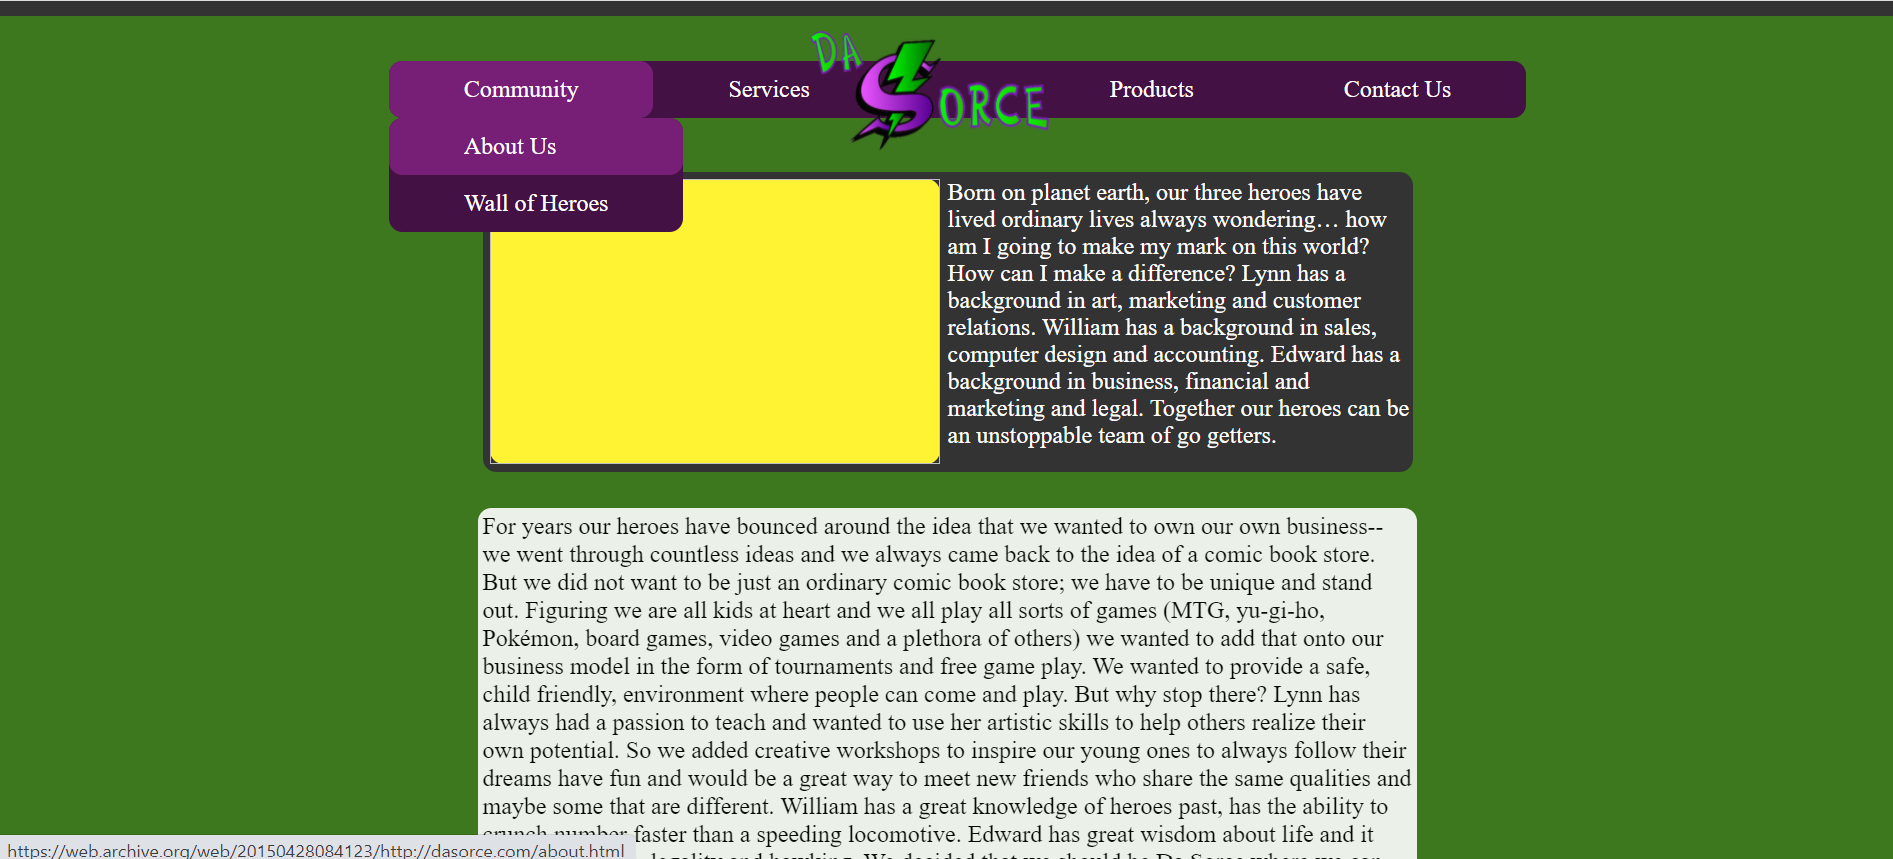 DA SORCE
Community
Services
Products
Contact Us
About Us
Wall of Heroes
Born on planet earth, our three heroes have
lived ordinary lives always wondering… how
am I going to make my mark on this world?
How can I make a difference? Lynn has a
background in art, marketing and customer
relations. William has a background in sales,
computer design and accounting. Edward has a
background in business, financial and
marketing and legal. Together our heroes can be
an unstoppable team of go getters.
For years our heroes have bounced around the idea that we wanted to own our own business--
we went through countless ideas and we always came back to the idea of a comic book store.
But we did not want to be just an ordinary comic book store; we have to be unique and stand
out. Figuring we are all kids at heart and we all play all sorts of games (MTG, yu-gi-ho,
Pokémon, board games, video games and a plethora of others) we wanted to add that onto our
business model in the form of tournaments and free game play. We wanted to provide a safe,
child friendly, environment where people can come and play. But why stop there? Lynn has
always had a passion to teach and wanted to use her artistic skills to help others realize their
own potential. So we added creative workshops to inspire our young ones to always follow their
dreams have fun and would be a great way to meet new friends who share the same qualities and
maybe some that are different. William has a great knowledge of heroes past, has the ability to
crunch number faster than a speeding locomotive. Edward has great wisdom about life and it
https://web.archive.org/web/20150428084123/http://dasorce.com/about.html